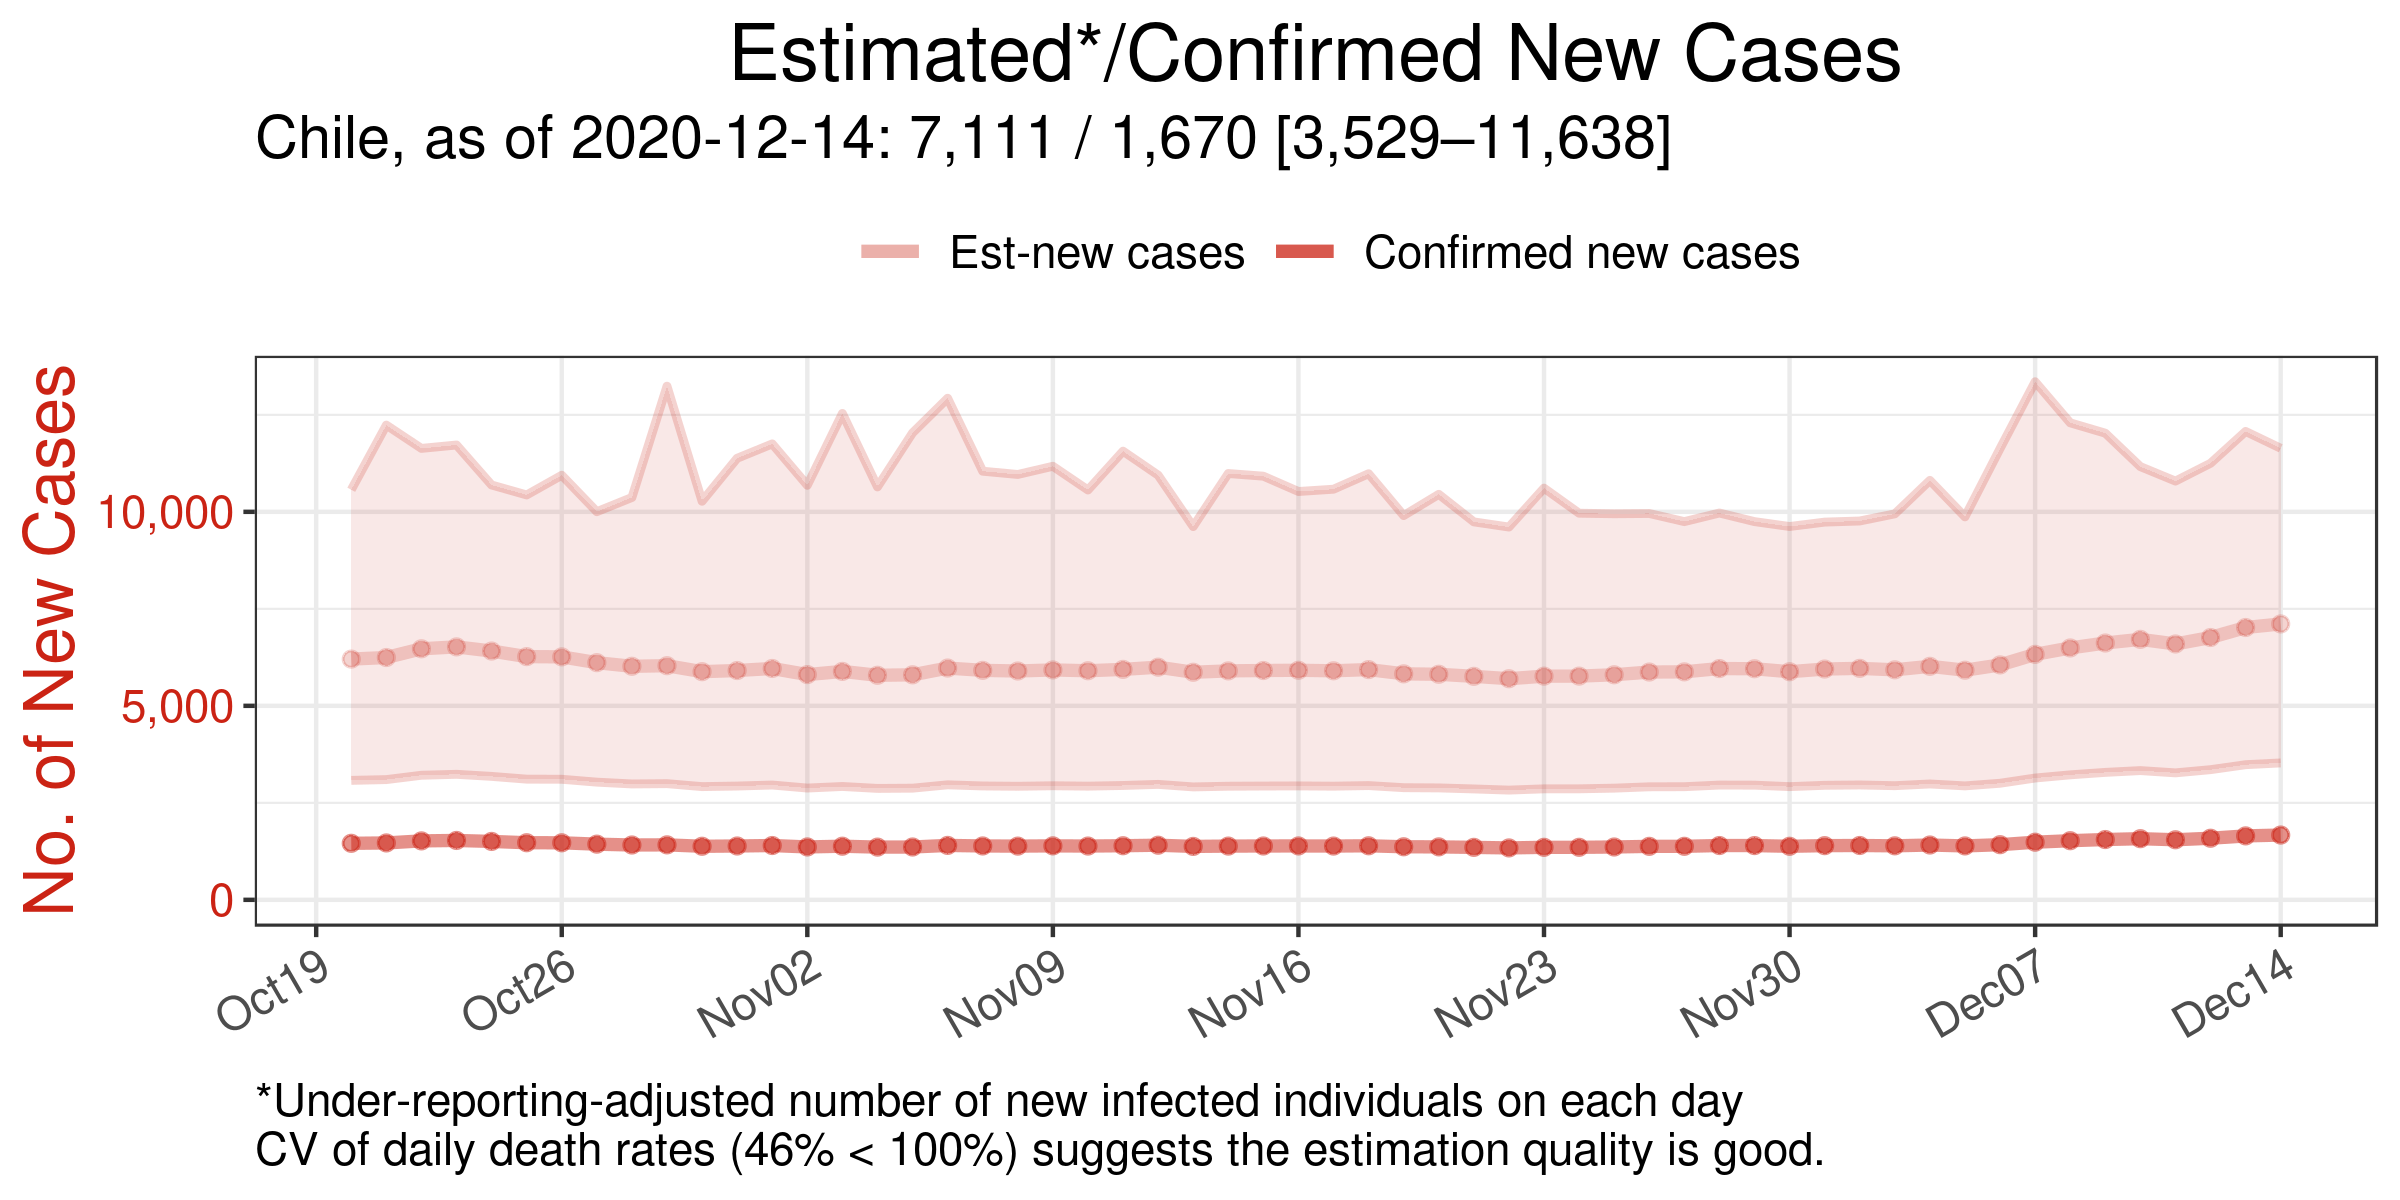 Estimated*/Confirmed New Cases
Chile, as of 2020-12-14: 7,111 / 1,670 [3,529–11,638]
Est-new cases Confirmed new cases
No. of New Cases
10,000
5,000
0
Oct19 Oct26 Nov02 Nov09 Nov16 Nov23 Nov30 Dec07 Dec14
*Under-reporting-adjusted number of new infected individuals on each day
CV of daily death rates (46% < 100%) suggests the estimation quality is good.